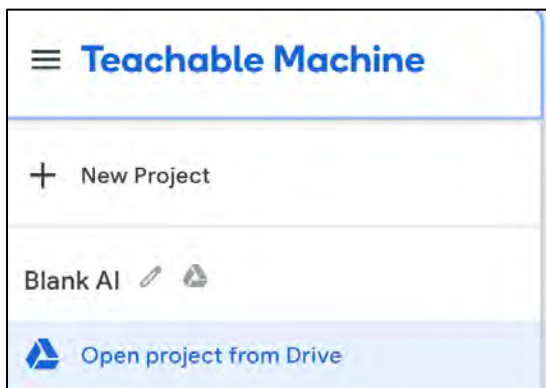 Teachable Machine
New Project
Blank AI
Open project from Drive